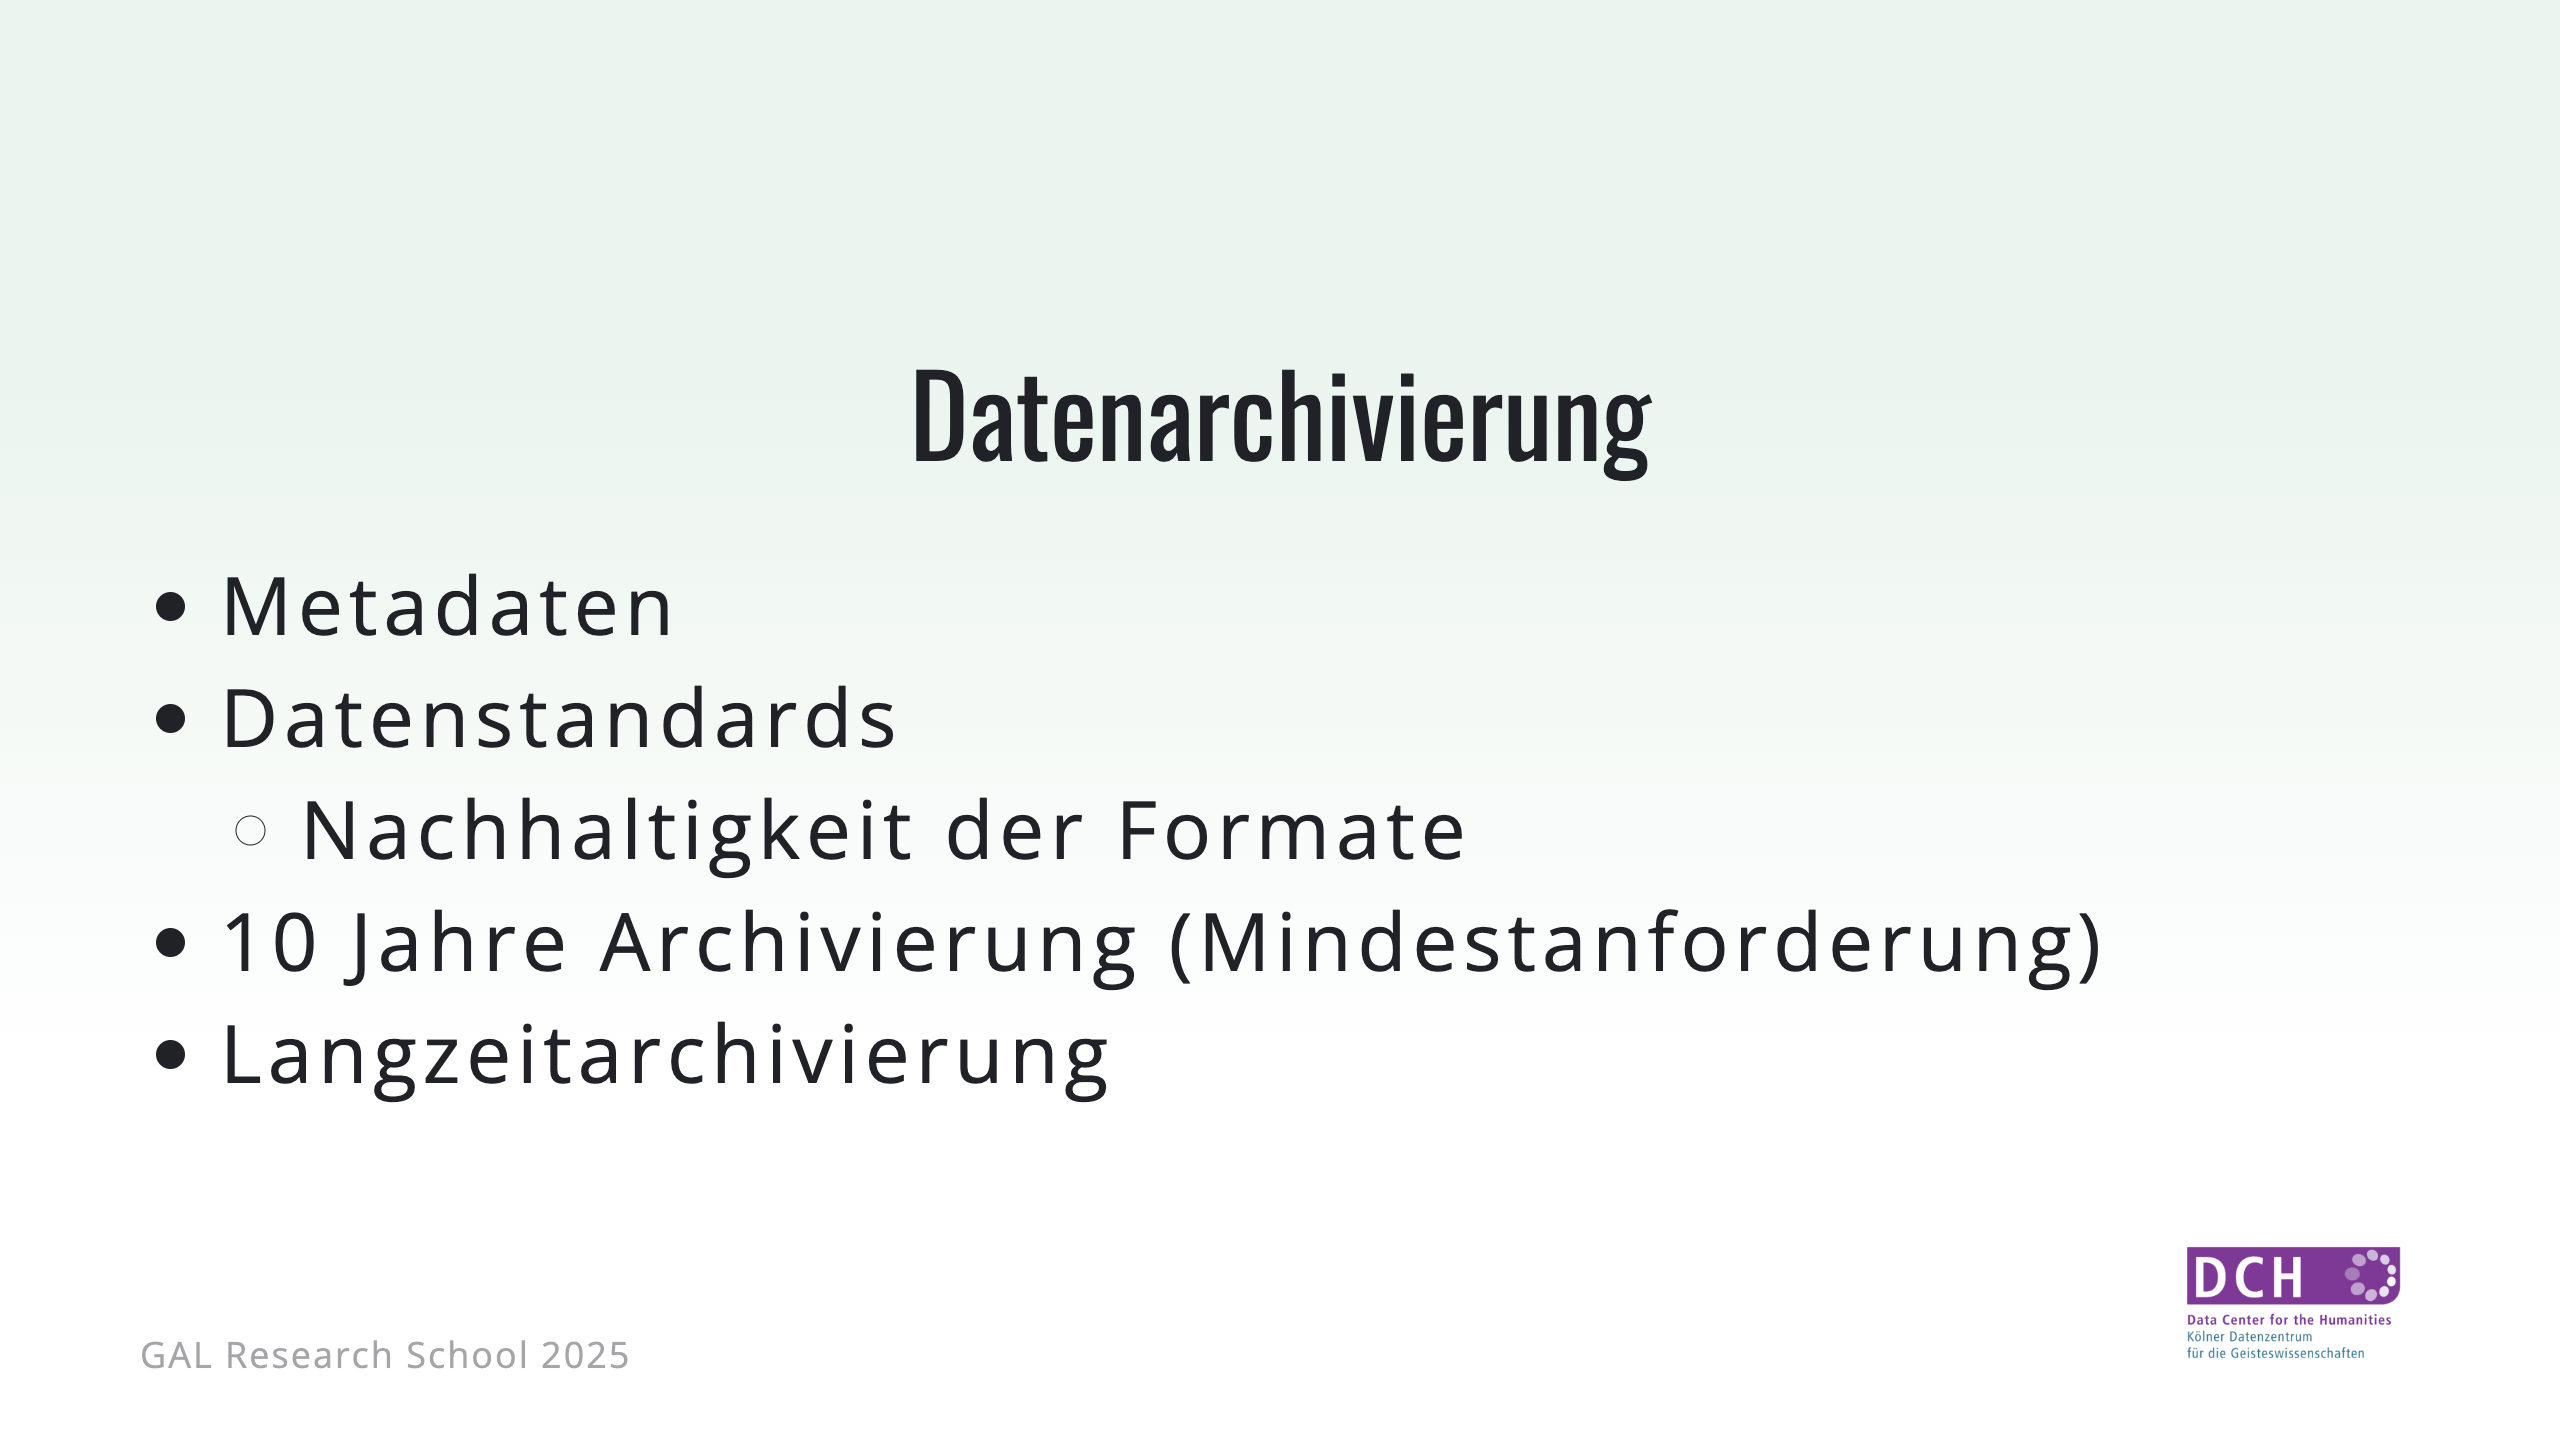 Datenarchivierung
Metadaten
Datenstandards
Nachhaltigkeit der Formate
10 Jahre Archivierung (Mindestanforderung)
Langzeitarchivierung
GAL Research School 2025
DCH
Data Center for the Humanities
Kölner Datenzentrum
für die Geisteswissenschaften